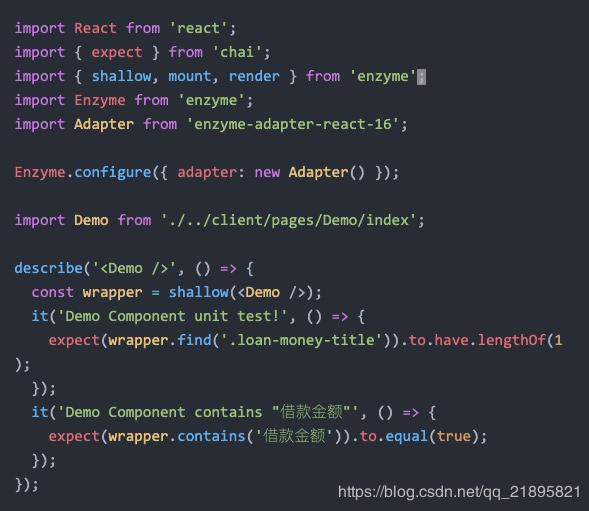 import React from 'react';
import { expect } from 'chai';
import { shallow, mount, render } from 'enzyme';
import Enzyme from 'enzyme';
import Adapter from 'enzyme-adapter-react-16';

Enzyme.configure({ adapter: new Adapter() });

import Demo from './../client/pages/Demo/index';

describe('<Demo />', () => {
  const wrapper = shallow(<Demo />);
  it('Demo Component unit test!', () => {
    expect(wrapper.find('.loan-money-title')).to.have.lengthOf(1
);
  });
  it('Demo Component contains "借款金额"', () => {
    expect(wrapper.contains('借款金额')).to.equal(true);
  });
});
https://blog.csdn.net/qq_21895821